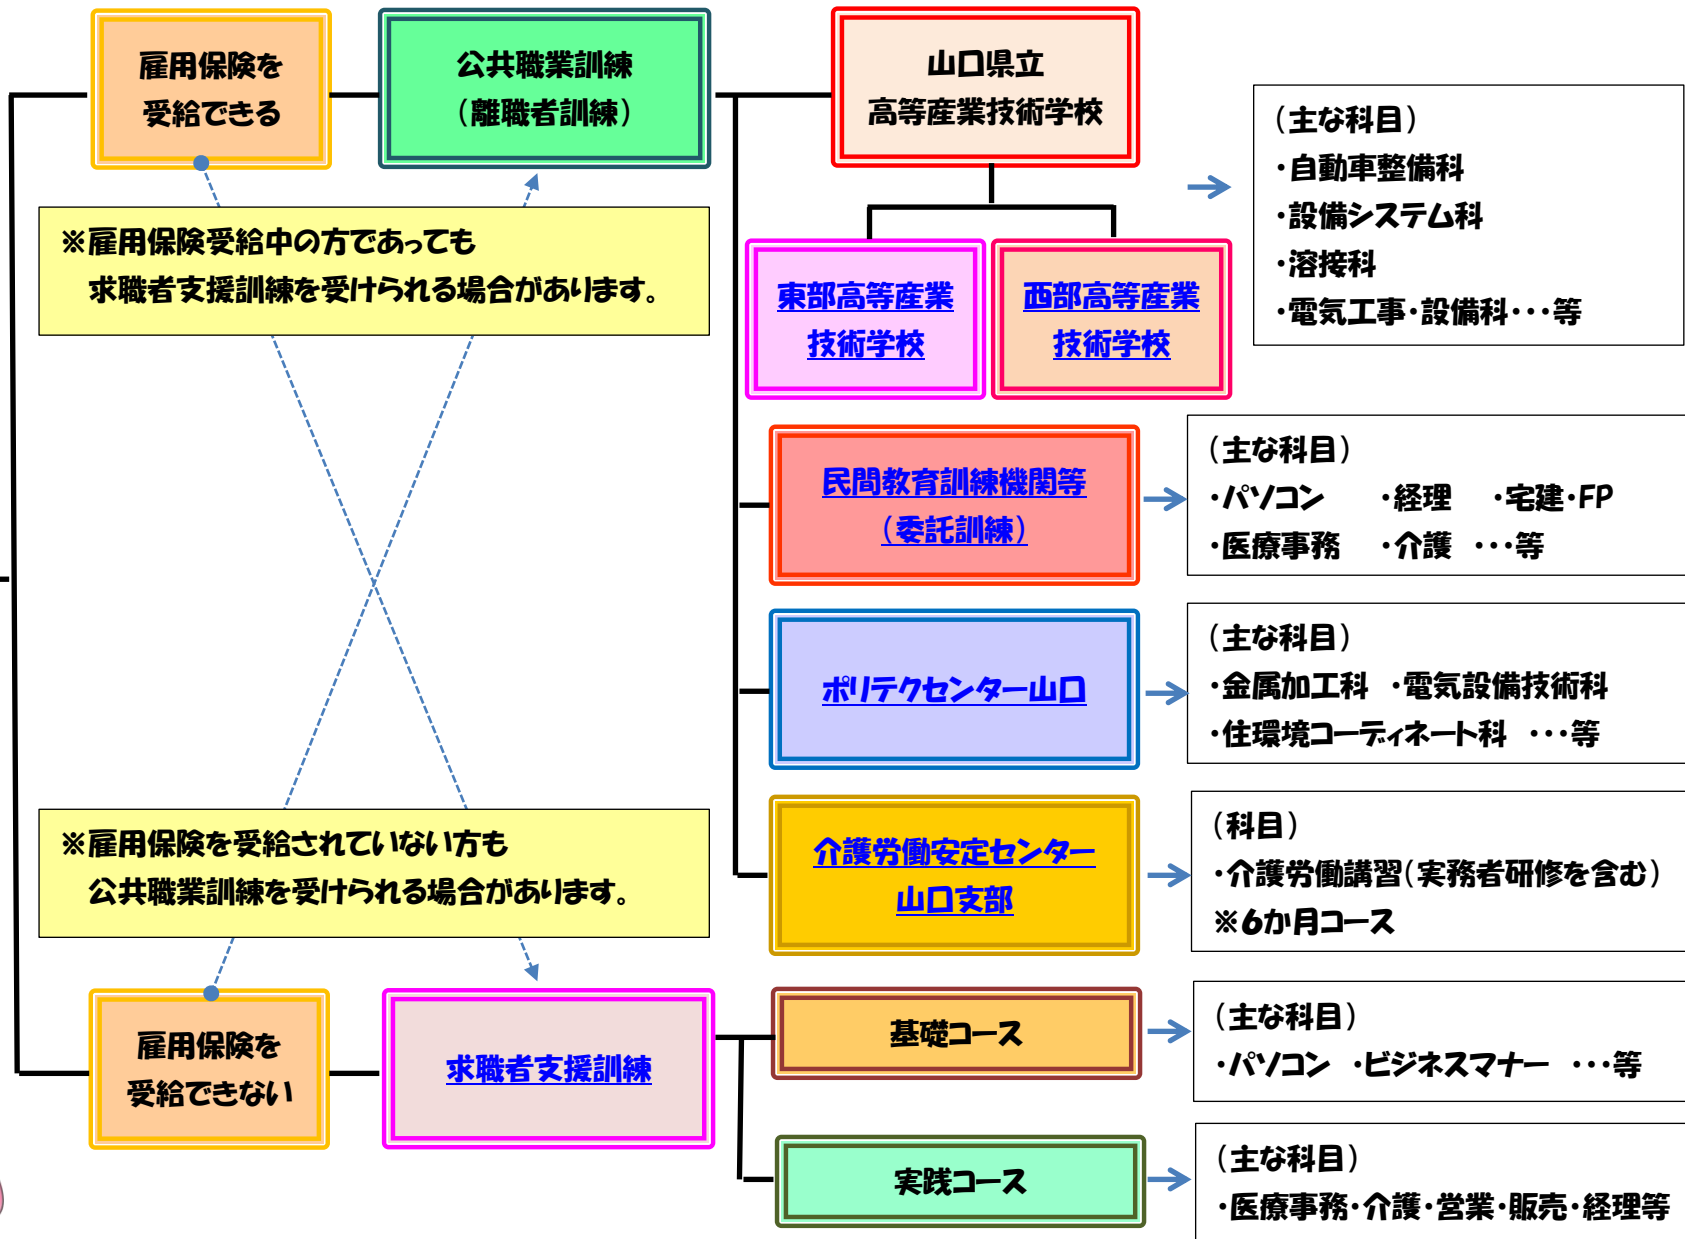 雇用保険を
受給できる
公共職業訓練
（離職者訓練）
山口県立
高等産業技術学校
（主な科目）
・自動車整備科
・設備システム科
・溶接科
・電気工事・設備科・・・等
※雇用保険受給中の方であっても
求職者支援訓練を受けられる場合があります。
東部高等産業
技術学校
西部高等産業
技術学校
民間教育訓練機関等
（委託訓練）
（主な科目）
・パソコン　・経理　・宅建・FP
・医療事務　・介護　・・・等
ポリテクセンター山口
（主な科目）
・金属加工科　・電気設備技術科
・住環境コーディネート科　・・・等
※雇用保険を受給されていない方も
公共職業訓練を受けられる場合があります。
介護労働安定センター
山口支部
（科目）
・介護労働講習（実務者研修を含む）
※6か月コース
雇用保険を
受給できない
求職者支援訓練
基礎コース
（主な科目）
・パソコン　・ビジネスマナー　・・・等
実践コース
（主な科目）
・医療事務・介護・営業・販売・経理等